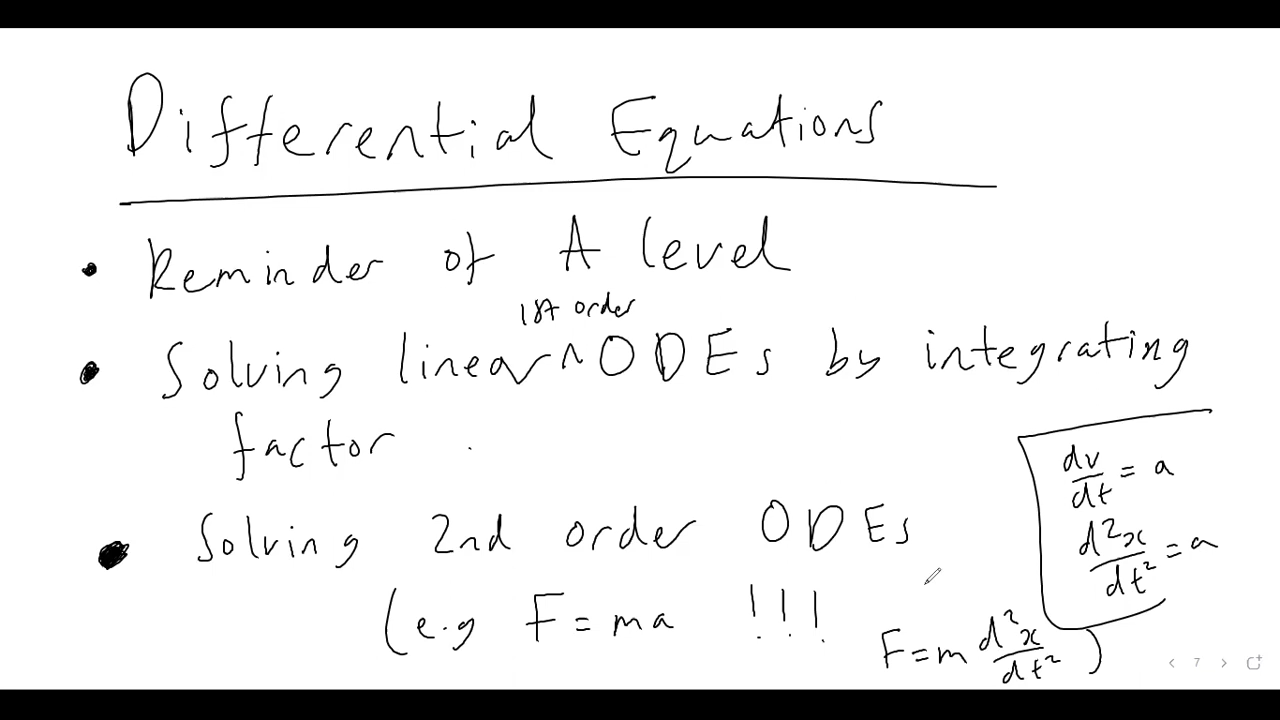 Differential Equations
• Reminder of A level
1st order
• Solving linear ^ ODEs by integrating
factor
• Solving 2nd order ODEs
(e.g F = ma !!!
F = m d²x/dt² )
dv/dt = a
d²x/dt² = a
< 7 >